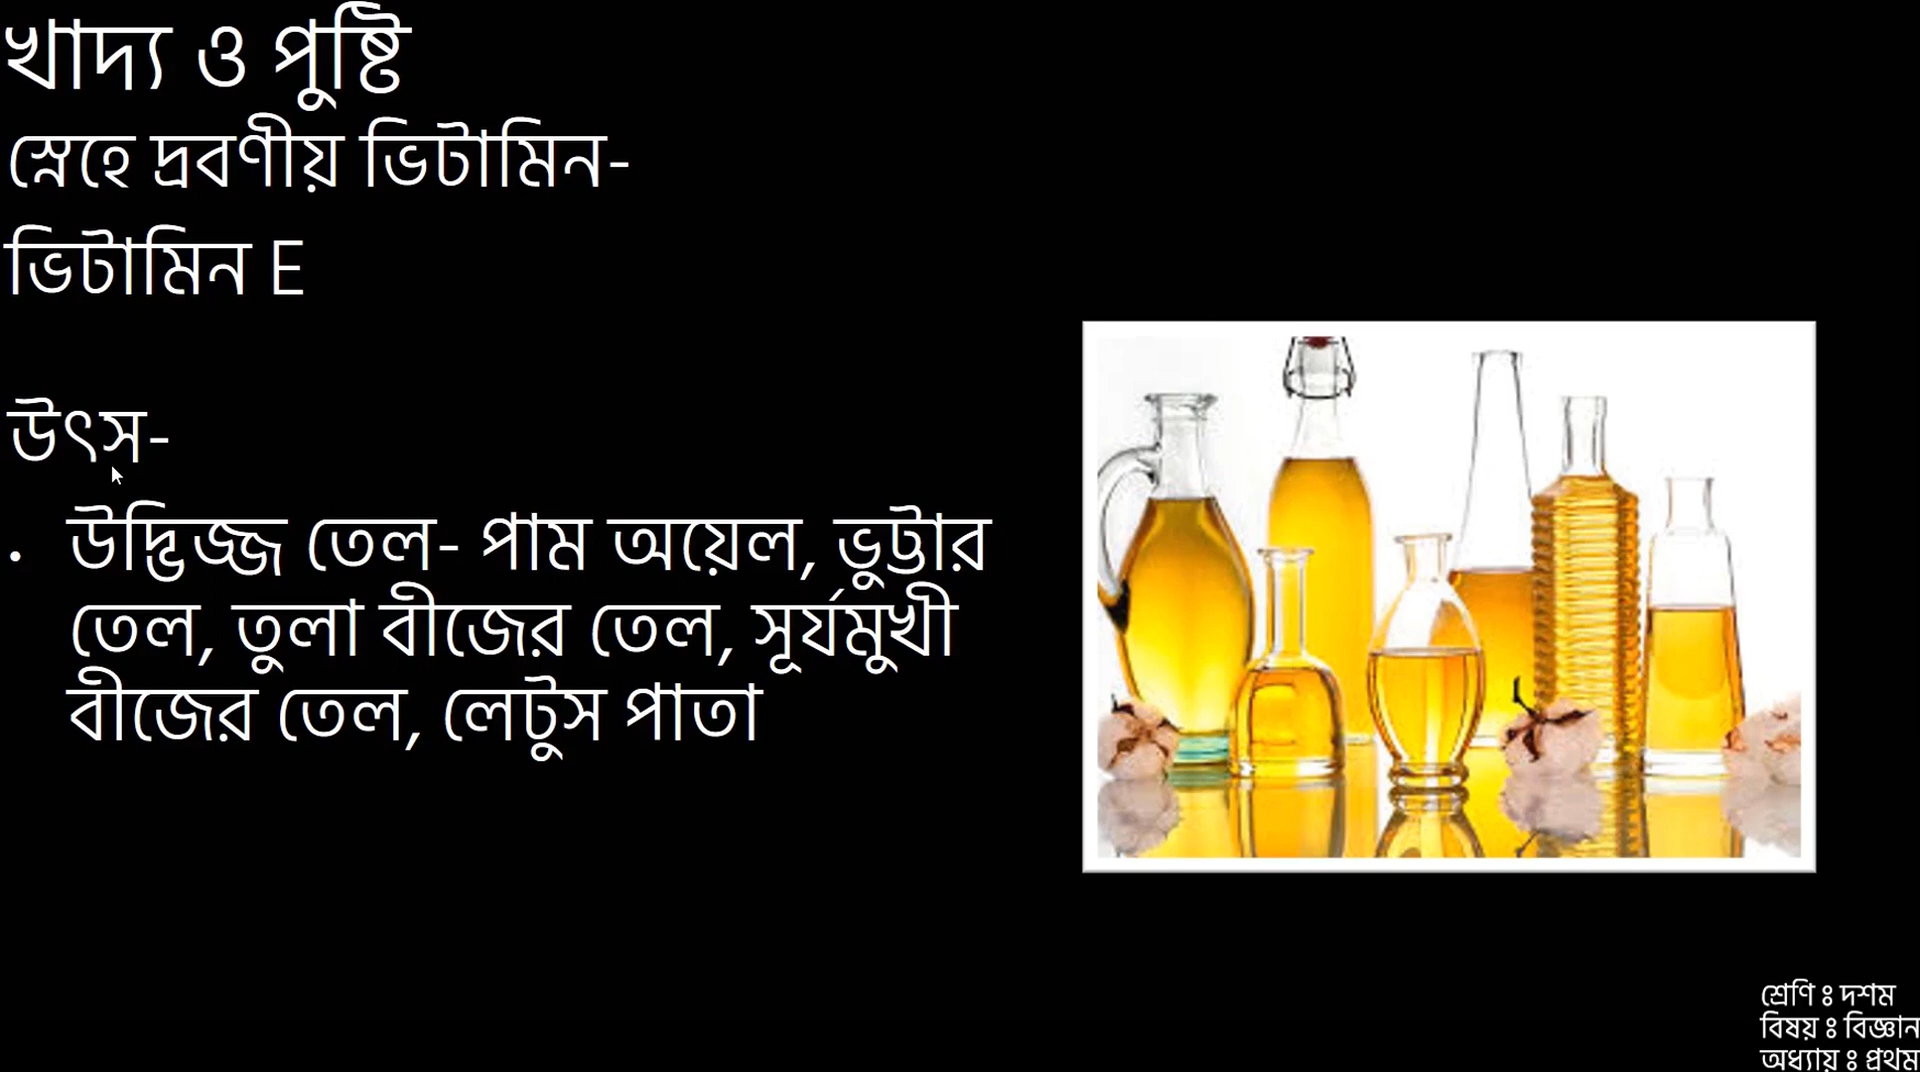 খাদ্য ও পুষ্টি
স্নেহে দ্রবণীয় ভিটামিন-
ভিটামিন E
উৎস-
• উদ্ভিজ্জ তেল- পাম অয়েল, ভুট্টার
তেল, তুলা বীজের তেল, সূর্যমুখী
বীজের তেল, লেটুস পাতা
শ্রেণি ঃ দশম
বিষয় ঃ বিজ্ঞান
অধ্যায় ঃ প্রথম